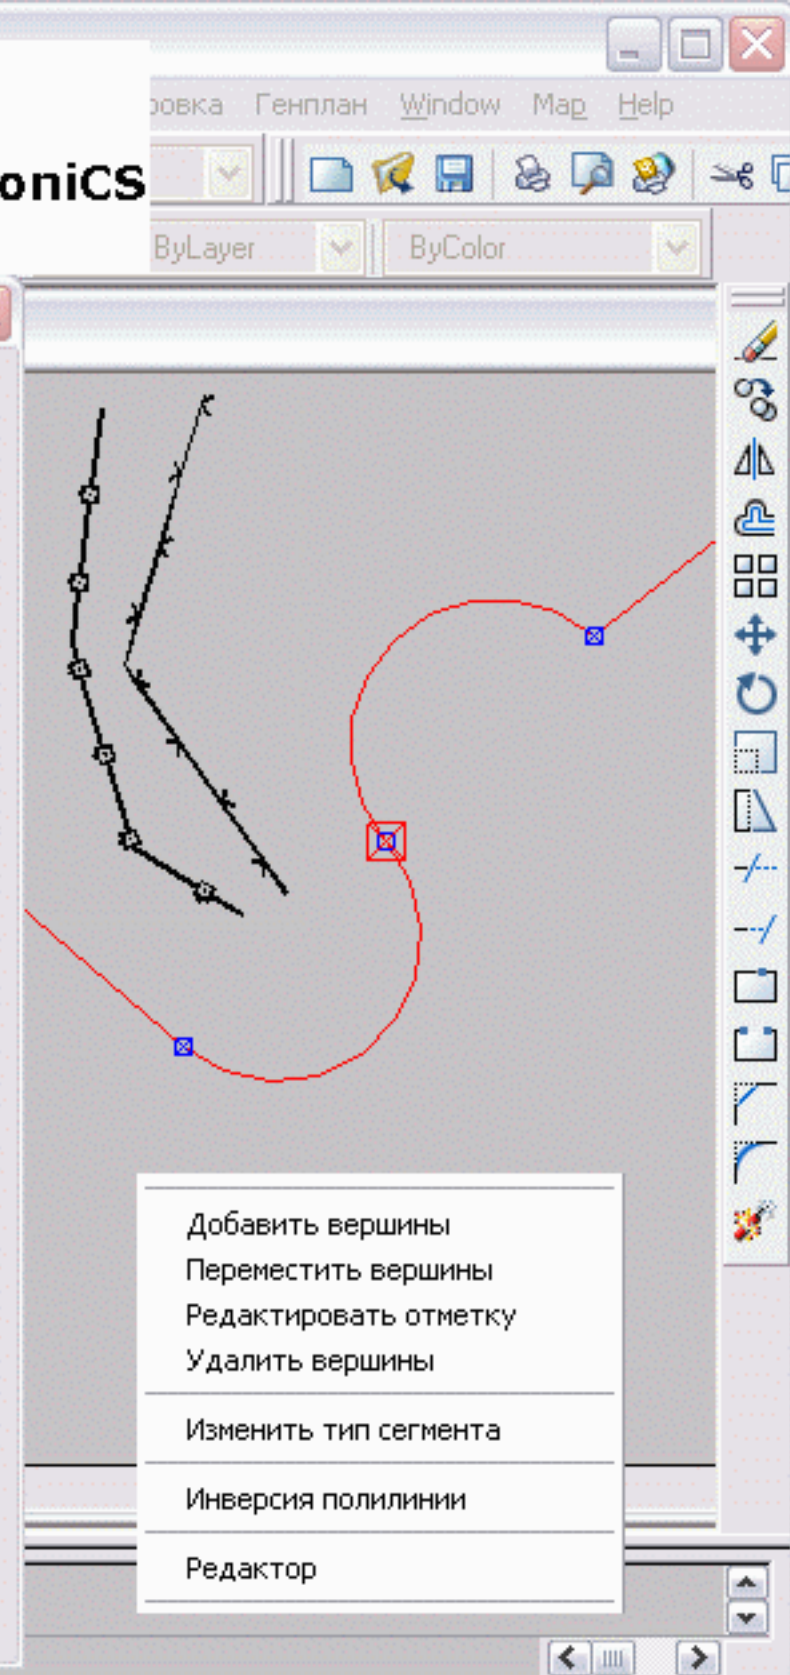 Генплан Window Map Help
oniCS
ByLayer ByColor
Добавить вершины
Переместить вершины
Редактировать отметку
Удалить вершины
Изменить тип сегмента
Инверсия полилинии
Редактор